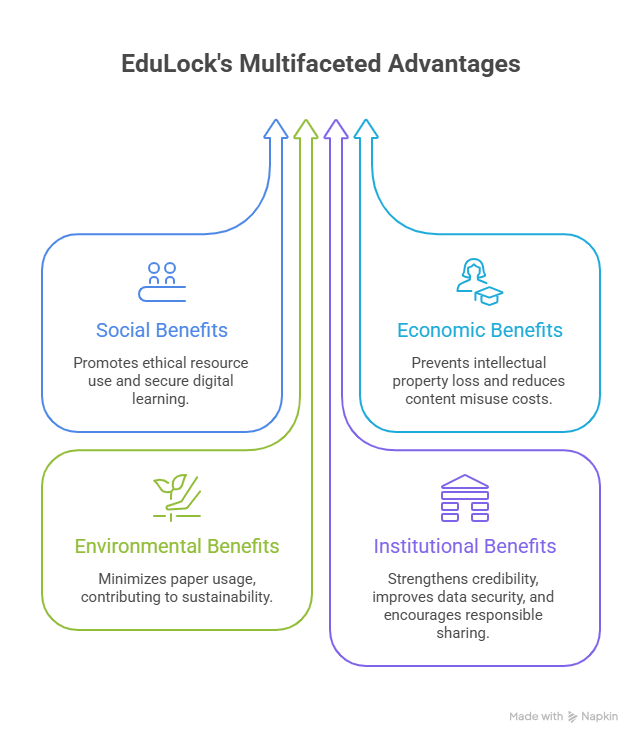 EduLock's Multifaceted Advantages
Social Benefits
Promotes ethical resource
use and secure digital
learning.
Economic Benefits
Prevents intellectual
property loss and reduces
content misuse costs.
Environmental Benefits
Minimizes paper usage,
contributing to sustainability.
Institutional Benefits
Strengthens credibility,
improves data security, and
encourages responsible
sharing.
Made with Napkin